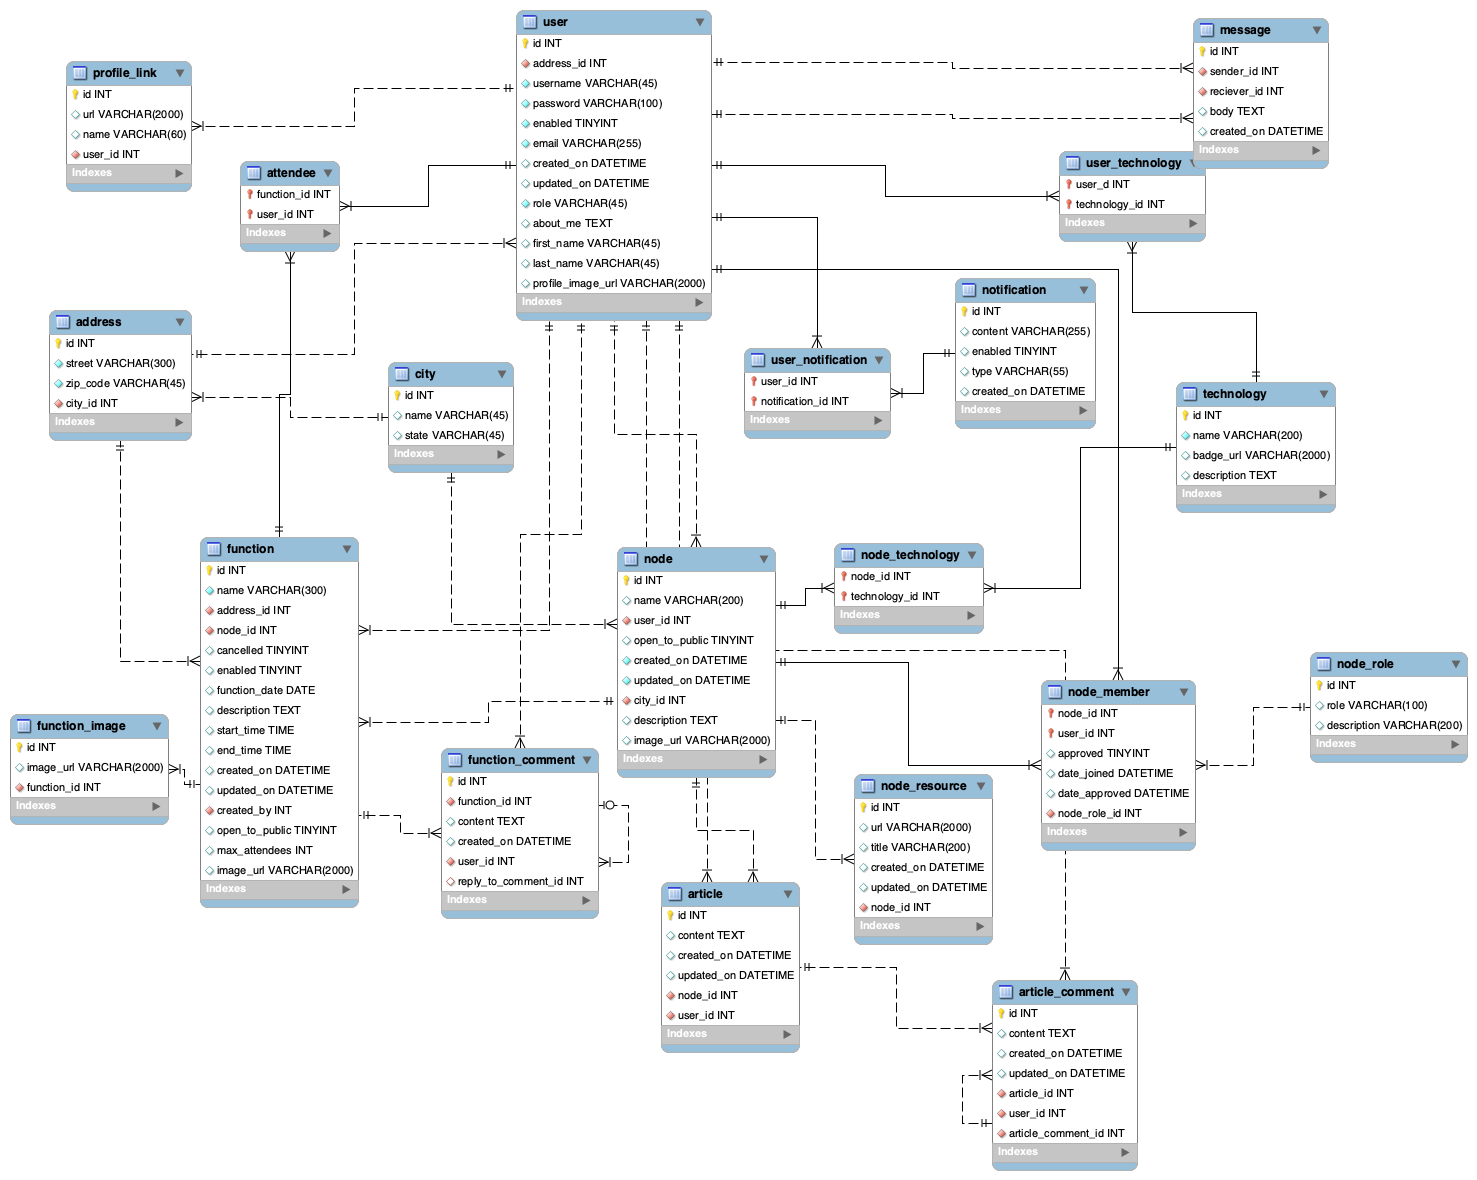 user
id INT
address_id INT
username VARCHAR(45)
password VARCHAR(100)
enabled TINYINT
email VARCHAR(255)
created_on DATETIME
updated_on DATETIME
role VARCHAR(45)
about_me TEXT
first_name VARCHAR(45)
last_name VARCHAR(45)
profile_image_url VARCHAR(2000)
Indexes
message
id INT
sender_id INT
reciever_id INT
body TEXT
created_on DATETIME
Indexes
profile_link
id INT
url VARCHAR(2000)
name VARCHAR(60)
user_id INT
Indexes
attendee
function_id INT
user_id INT
Indexes
user_technology
user_d INT
technology_id INT
Indexes
notification
id INT
content VARCHAR(255)
enabled TINYINT
type VARCHAR(55)
created_on DATETIME
Indexes
address
id INT
street VARCHAR(300)
zip_code VARCHAR(45)
city_id INT
Indexes
city
id INT
name VARCHAR(45)
state VARCHAR(45)
Indexes
user_notification
user_id INT
notification_id INT
Indexes
technology
id INT
name VARCHAR(200)
badge_url VARCHAR(2000)
description TEXT
Indexes
function
id INT
name VARCHAR(300)
address_id INT
node_id INT
cancelled TINYINT
enabled TINYINT
function_date DATE
description TEXT
start_time TIME
end_time TIME
created_on DATETIME
updated_on DATETIME
created_by INT
open_to_public TINYINT
max_attendees INT
image_url VARCHAR(2000)
Indexes
node
id INT
name VARCHAR(200)
user_id INT
open_to_public TINYINT
created_on DATETIME
updated_on DATETIME
city_id INT
description TEXT
image_url VARCHAR(2000)
Indexes
node_technology
node_id INT
technology_id INT
Indexes
node_role
id INT
role VARCHAR(100)
description VARCHAR(200)
Indexes
node_member
node_id INT
user_id INT
approved TINYINT
date_joined DATETIME
date_approved DATETIME
node_role_id INT
Indexes
function_image
id INT
image_url VARCHAR(2000)
function_id INT
Indexes
function_comment
id INT
function_id INT
content TEXT
created_on DATETIME
user_id INT
reply_to_comment_id INT
Indexes
node_resource
id INT
url VARCHAR(2000)
title VARCHAR(200)
created_on DATETIME
updated_on DATETIME
node_id INT
Indexes
article
id INT
content TEXT
created_on DATETIME
updated_on DATETIME
node_id INT
user_id INT
Indexes
article_comment
id INT
content TEXT
created_on DATETIME
updated_on DATETIME
article_id INT
user_id INT
article_comment_id INT
Indexes